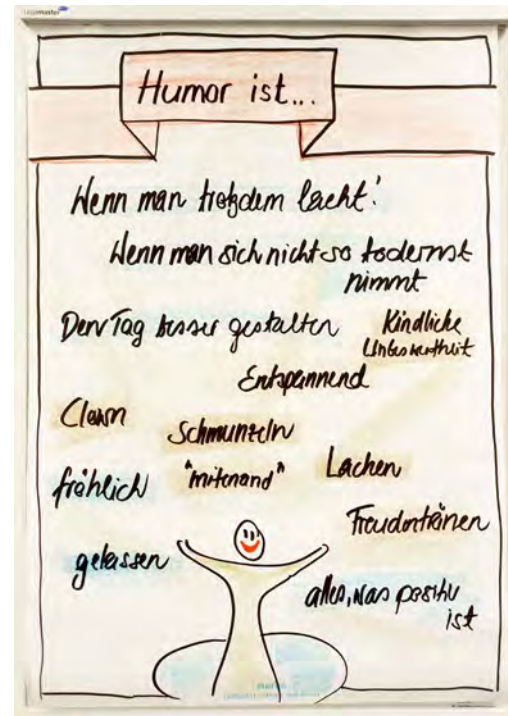 Humor ist...
Wenn man trotzdem lacht!
Wenn man sich nicht so todernst
nimmt
Den Tag besser gestalten
Kindliche
Unbeschwertheit
Entspannend
Clown
Schmunzeln
fröhlich
"mitenand"
Lachen
Freudentränen
gelassen
alles, was positiv
ist